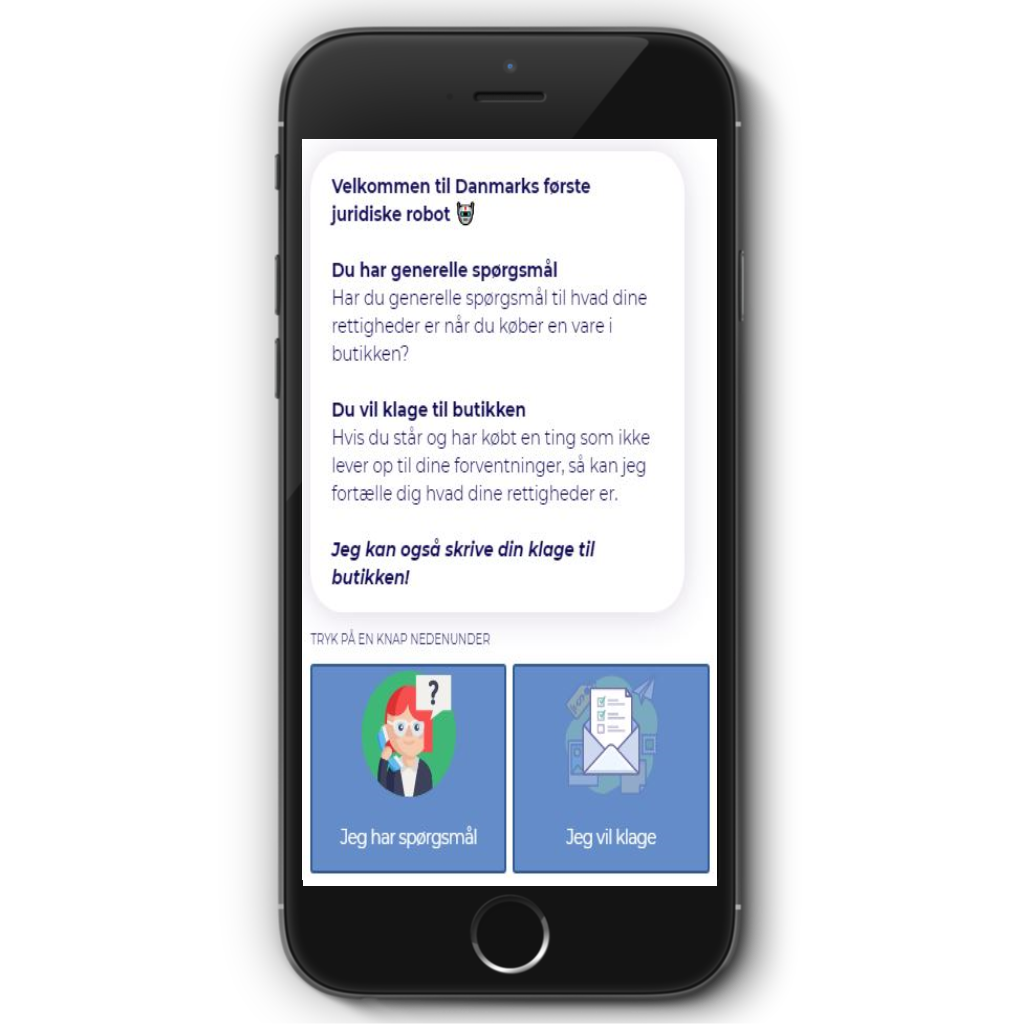 Velkommen til Danmarks første
juridiske robot
Du har generelle spørgsmål
Har du generelle spørgsmål til hvad dine
rettigheder er når du køber en vare i
butikken?
Du vil klage til butikken
Hvis du står og har købt en ting som ikke
lever op til dine forventninger, så kan jeg
fortælle dig hvad dine rettigheder er.
Jeg kan også skrive din klage til
butikken!
TRYK PÅ EN KNAP NEDENUNDER
?
Jeg har spørgsmål
Jeg vil klage